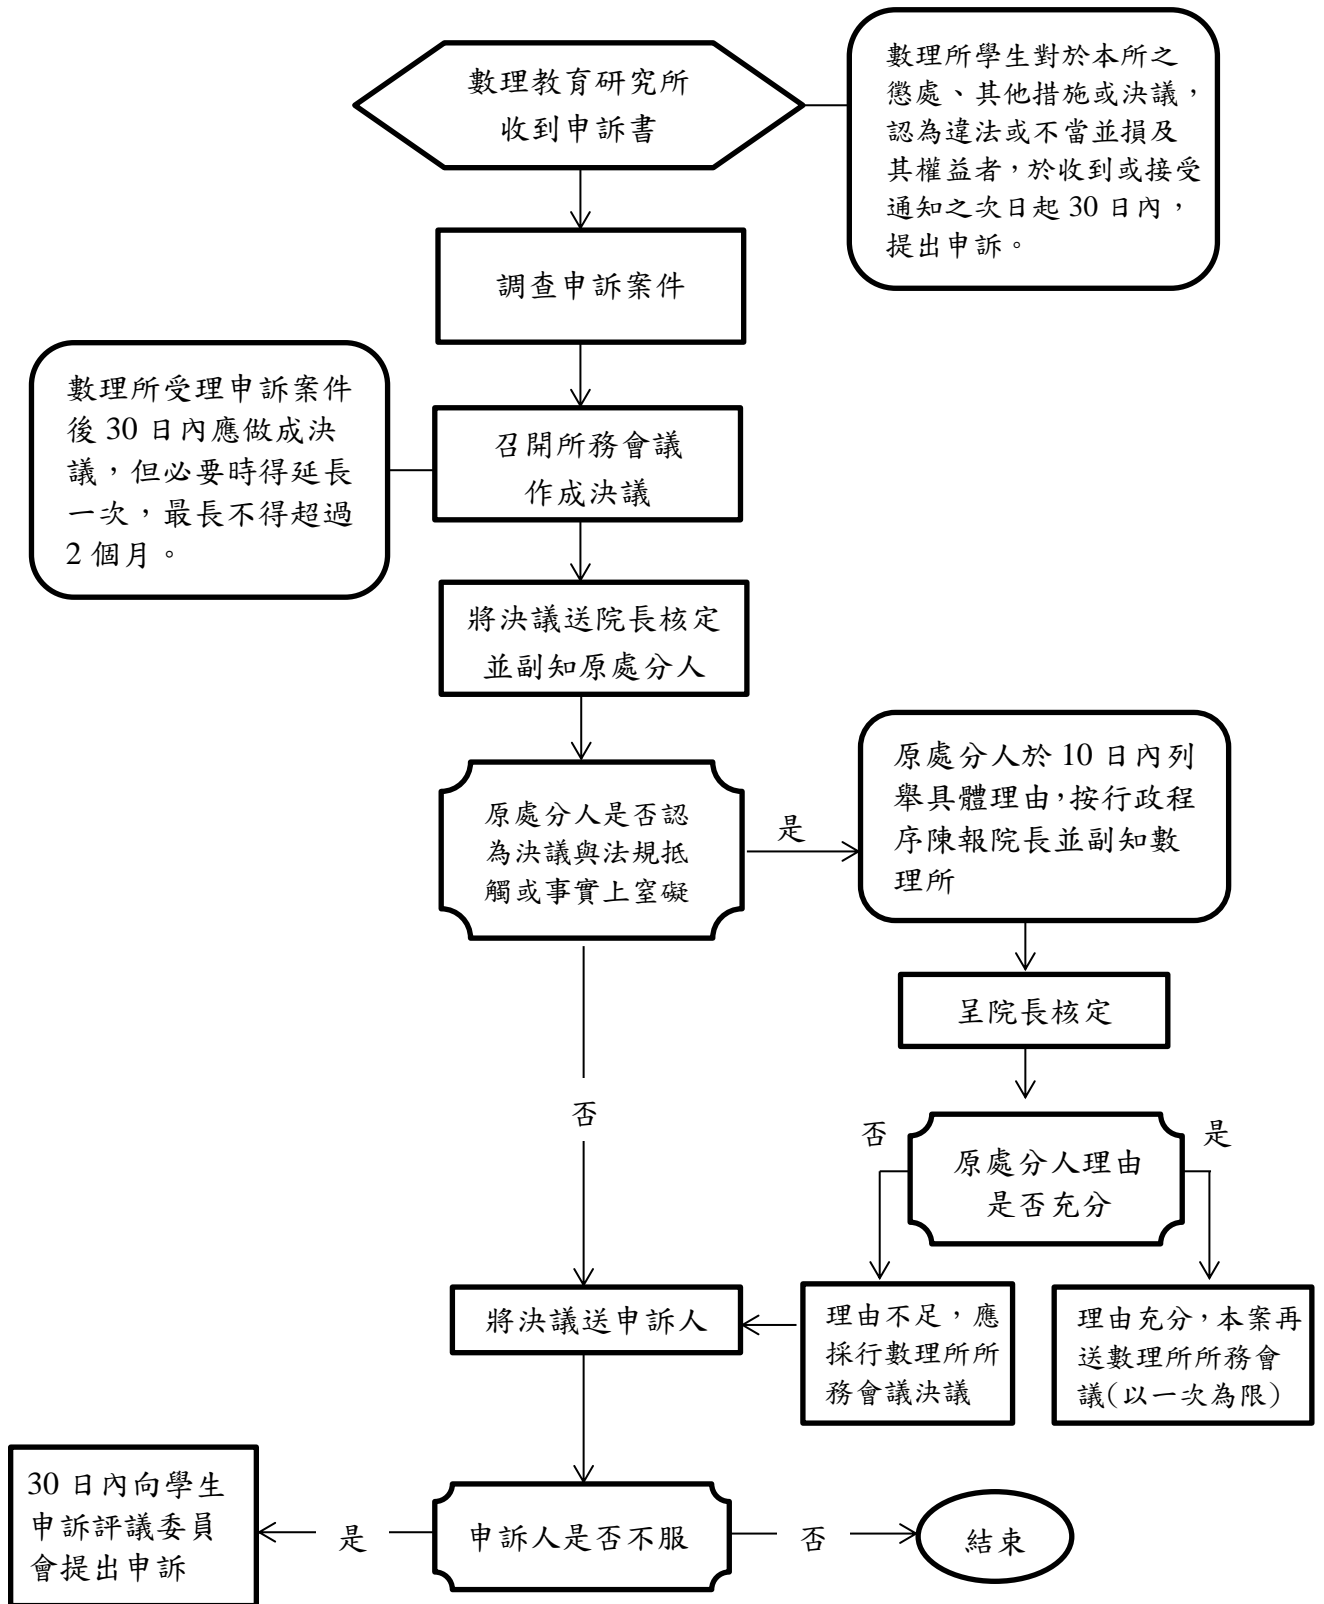 數理教育研究所
收到申訴書
數理所學生對於本所之
懲處、其他措施或決議，
認為違法或不當並損及
其權益者，於收到或接受
通知之次日起 30 日內，
提出申訴。
調查申訴案件
數理所受理申訴案件
後 30 日內應做成決
議，但必要時得延長
一次，最長不得超過
2 個月。
召開所務會議
作成決議
將決議送院長核定
並副知原處分人
原處分人是否認
為決議與法規抵
觸或事實上窒礙
是
原處分人於 10 日內列
舉具體理由，按行政程
序陳報院長並副知數
理所
呈院長核定
否
否
是
原處分人理由
是否充分
將決議送申訴人
理由不足，應
採行數理所所
務會議決議
理由充分，本案再
送數理所所務會
議(以一次為限)
30 日內向學生
申訴評議委員
會提出申訴
是
申訴人是否不服
否
結束